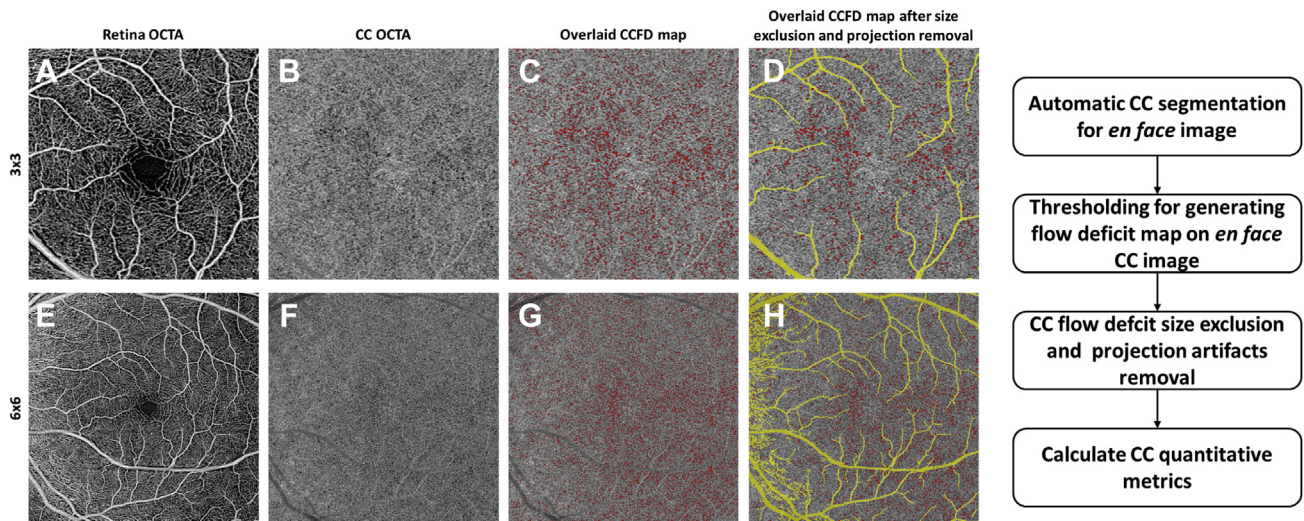 Retina OCTA
CC OCTA
Overlaid CCFD map
Overlaid CCFD map after size
exclusion and projection removal
3x3
A
B
C
D
6x6
E
F
G
H
Automatic CC segmentation
for en face image
Thresholding for generating
flow deficit map on en face
CC image
CC flow defcit size exclusion
and projection artifacts
removal
Calculate CC quantitative
metrics